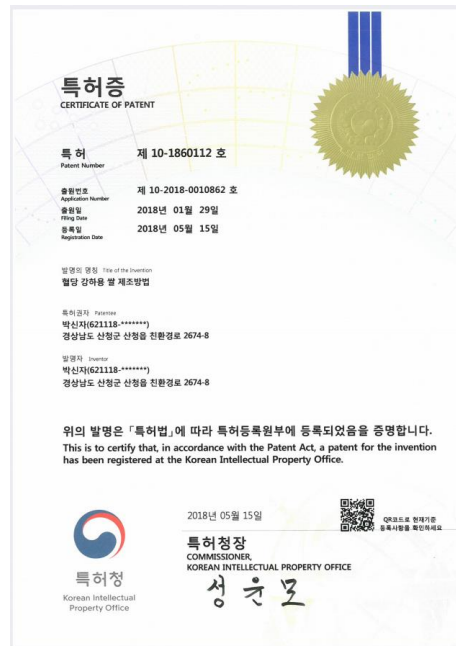 특허증
CERTIFICATE OF PATENT
특허 제 10-1860112 호
Patent Number
출원번호 제 10-2018-0010862 호
Application Number
출원일 2018년 01월 29일
Filing Date
등록일 2018년 05월 15일
Registration Date
발명의 명칭 Title of the Invention
혈당 강하용 쌀 제조방법
특허권자 Patentee
박신자(621118-*******)
경상남도 산청군 산청읍 친환경로 2674-8
발명자 Inventor
박신자(621118-*******)
경상남도 산청군 산청읍 친환경로 2674-8
위의 발명은 「특허법」에 따라 특허등록원부에 등록되었음을 증명합니다.
This is to certify that, in accordance with the Patent Act, a patent for the invention
has been registered at the Korean Intellectual Property Office.
2018년 05월 15일
QR코드로 현재기준
등록사항을 확인하세요
특허청장
COMMISSIONER,
KOREAN INTELLECTUAL PROPERTY OFFICE
성윤모
특허청
Korean Intellectual
Property Office